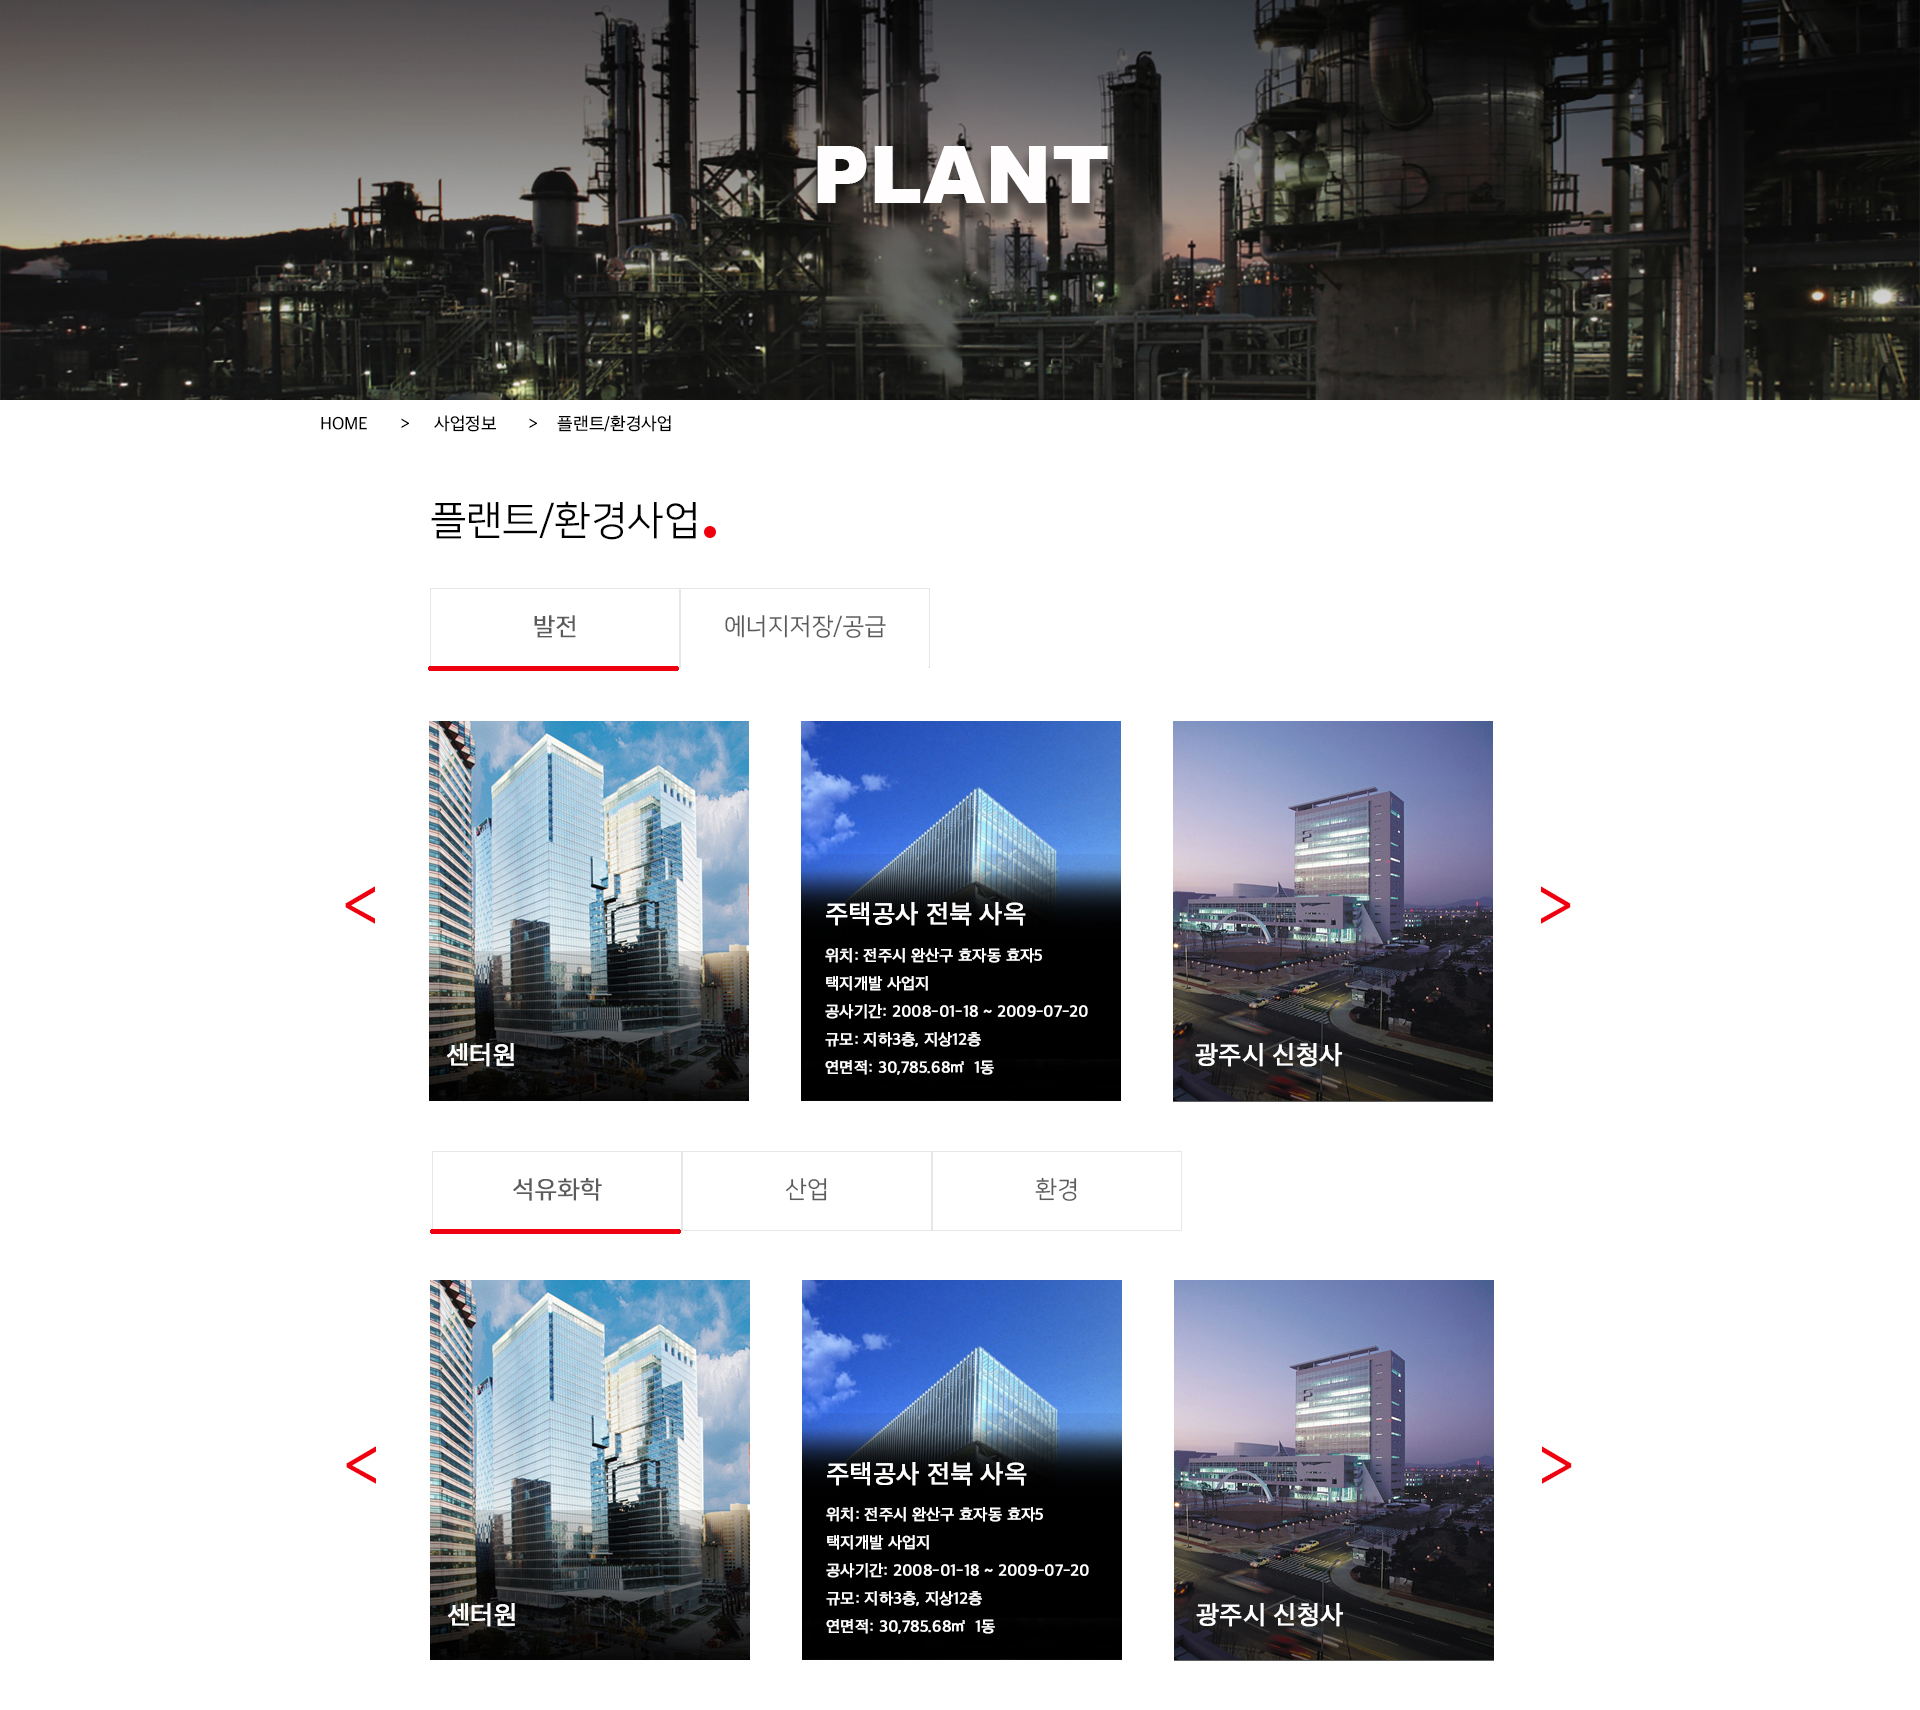 PLANT
HOME > 사업정보 > 플랜트/환경사업
플랜트/환경사업.
발전 에너지저장/공급
< >
센터원
주택공사 전북 사옥
위치: 전주시 완산구 효자동 효자5
택지개발 사업지
공사기간: 2008-01-18 ~ 2009-07-20
규모: 지하3층, 지상12층
연면적: 30,785.68㎡ 1동
광주시 신청사
석유화학 산업 환경
< >
센터원
주택공사 전북 사옥
위치: 전주시 완산구 효자동 효자5
택지개발 사업지
공사기간: 2008-01-18 ~ 2009-07-20
규모: 지하3층, 지상12층
연면적: 30,785.68㎡ 1동
광주시 신청사